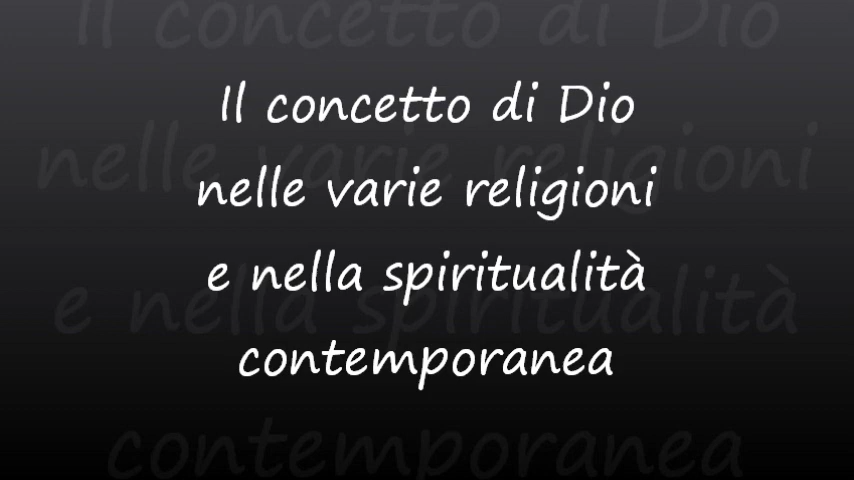 Il concetto di Dio
nelle varie religioni
e nella spiritualità
contemporanea